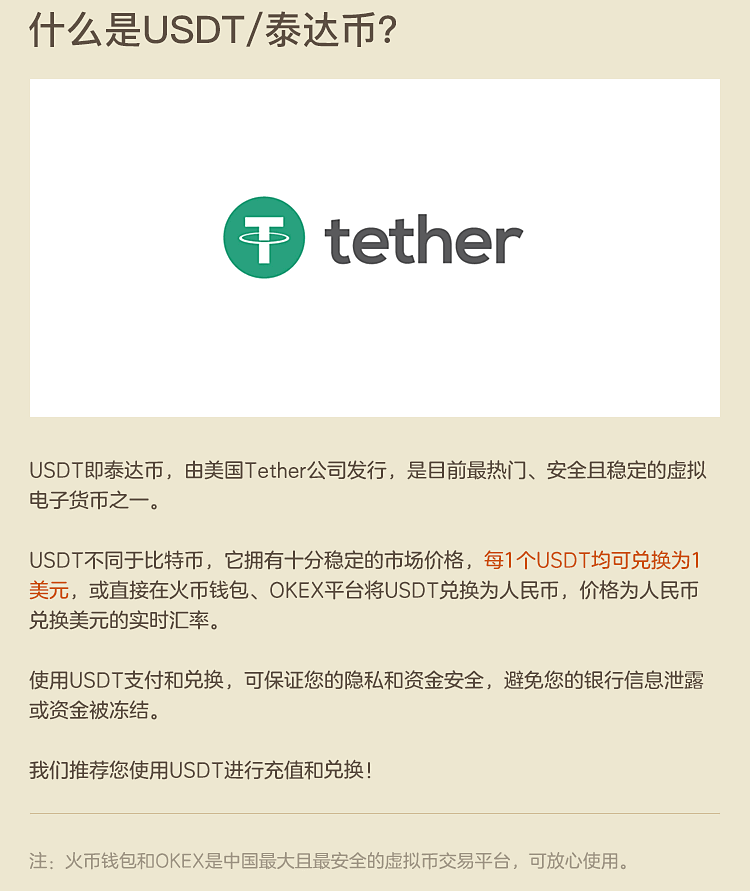 什么是USDT/泰达币?
tether
USDT即泰达币，由美国Tether公司发行，是目前最热门、安全且稳定的虚拟
电子货币之一。
USDT不同于比特币，它拥有十分稳定的市场价格，每1个USDT均可兑换为1
美元，或直接在火币钱包、OKEX平台将USDT兑换为人民币，价格为人民币
兑换美元的实时汇率。
使用USDT支付和兑换，可保证您的隐私和资金安全，避免您的银行信息泄露
或资金被冻结。
我们推荐您使用USDT进行充值和兑换！
注：火币钱包和OKEX是中国最大且最安全的虚拟币交易平台，可放心使用。